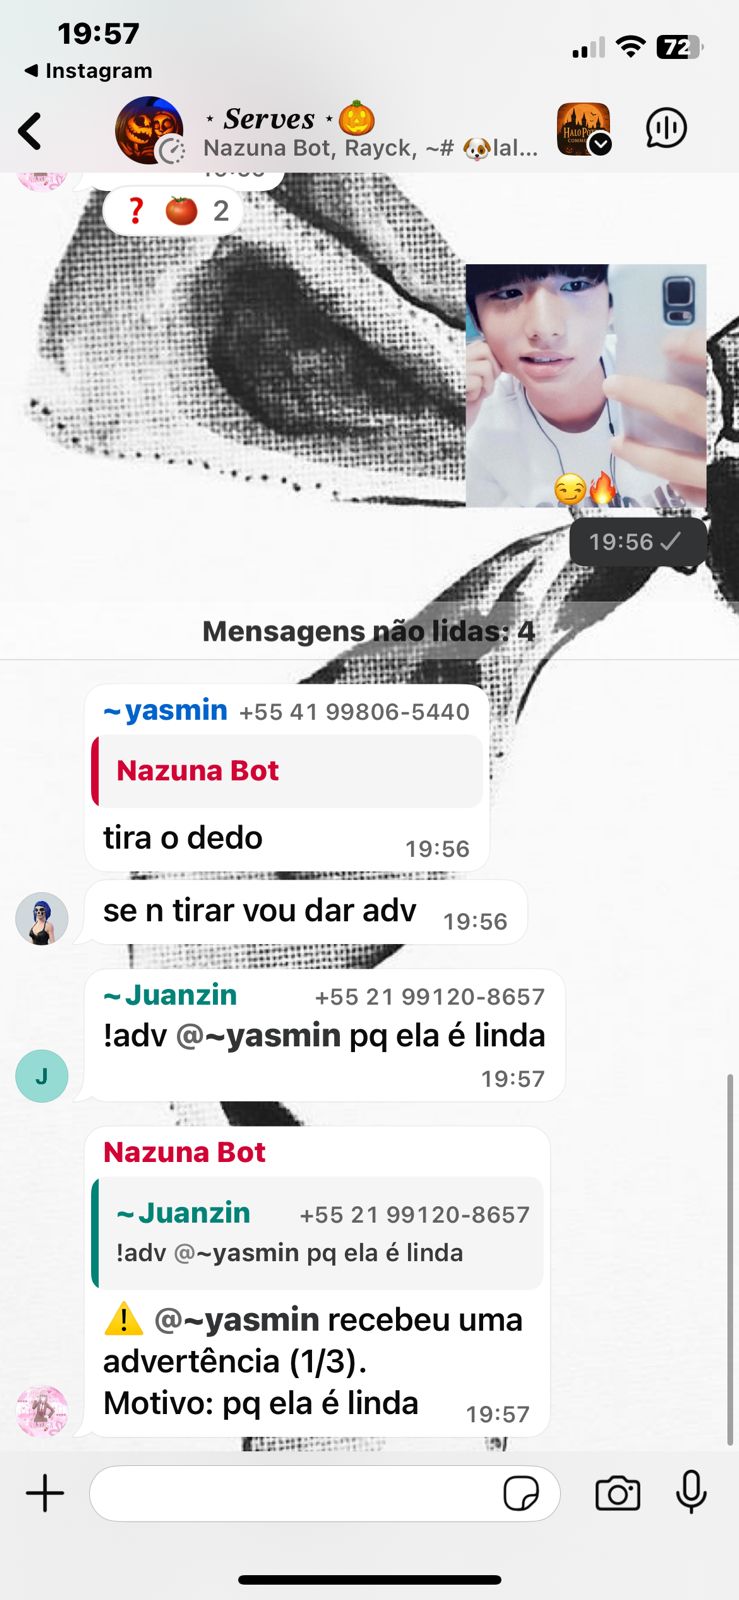 19:57
72
◀ Instagram
Serves
Nazuna Bot, Rayck, ~# 🐶lal...
HALO
❓ 🍅 2
😏🔥
19:56 ✓
Mensagens não lidas: 4
~yasmin +55 41 99806-5440
Nazuna Bot
tira o dedo 19:56
se n tirar vou dar adv 19:56
~Juanzin +55 21 99120-8657
!adv @~yasmin pq ela é linda
J
19:57
Nazuna Bot
~Juanzin +55 21 99120-8657
!adv @~yasmin pq ela é linda
⚠️ @~yasmin recebeu uma
advertência (1/3).
Motivo: pq ela é linda 19:57